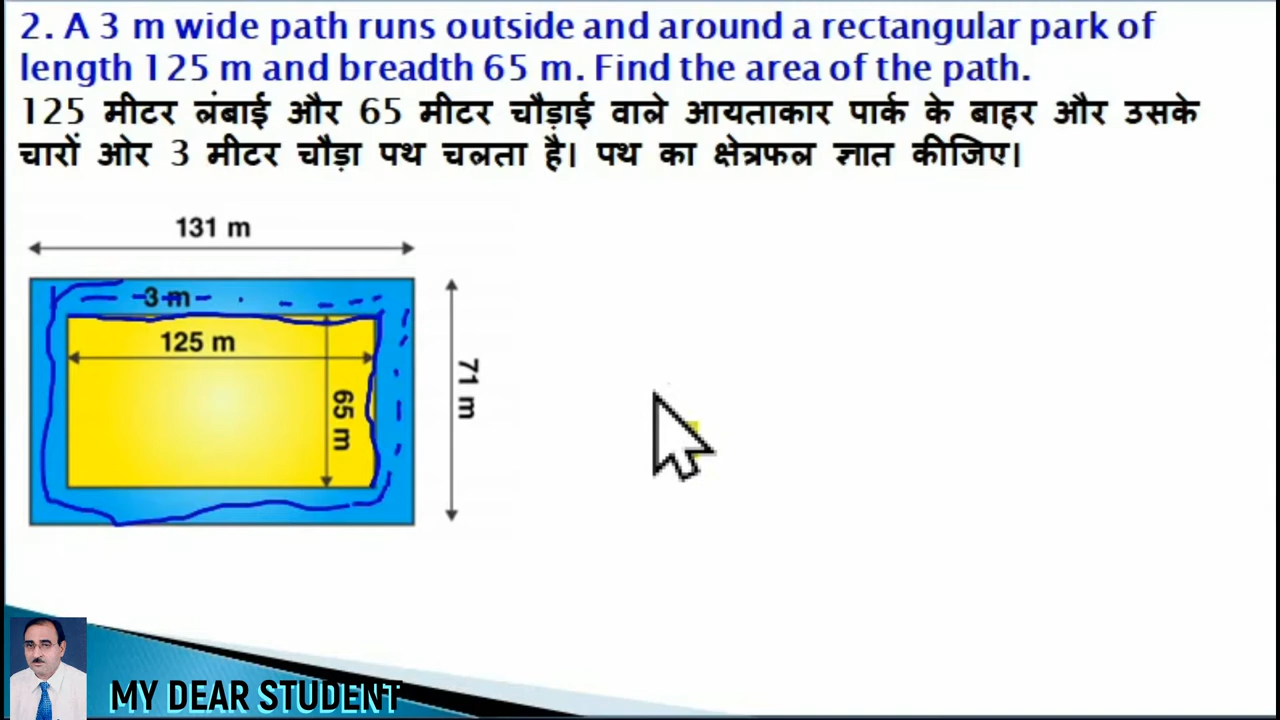 2. A 3 m wide path runs outside and around a rectangular park of
length 125 m and breadth 65 m. Find the area of the path.
125 मीटर लंबाई और 65 मीटर चौड़ाई वाले आयताकार पार्क के बाहर और उसके
चारों ओर 3 मीटर चौड़ा पथ चलता है। पथ का क्षेत्रफल ज्ञात कीजिए।
131 m
3 m
125 m
65 m
71 m
MY DEAR STUDENT